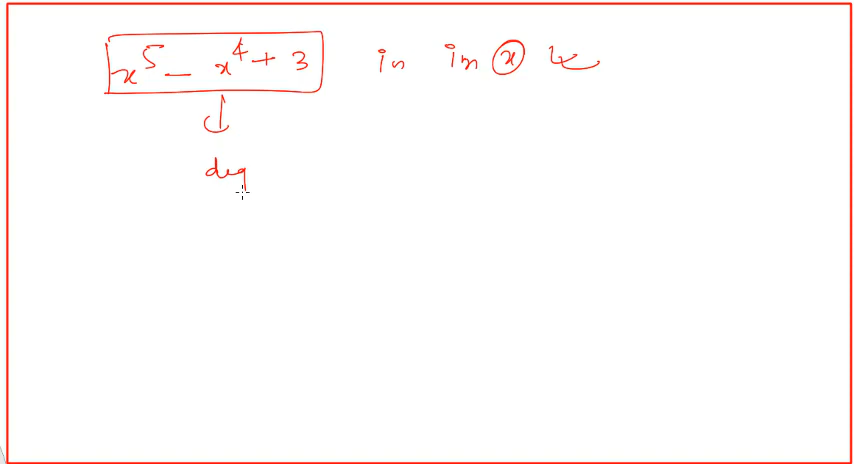 x⁵ - x⁴ + 3 in in x
deg